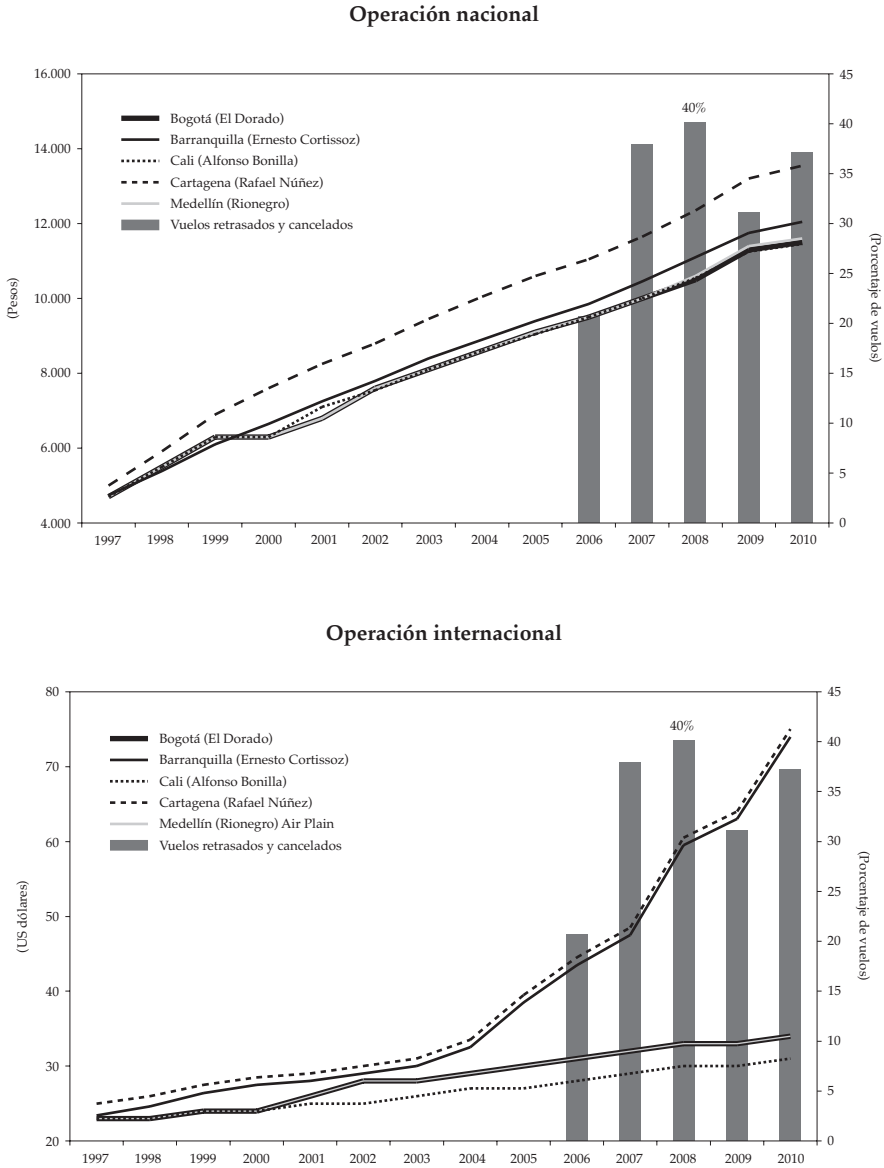 Operación nacional
16.000
14.000
12.000
10.000
8.000
6.000
4.000
(Pesos)
45
40
35
30
25
20
15
10
5
0
(Porcentaje de vuelos)
40%
Bogotá (El Dorado)
Barranquilla (Ernesto Cortissoz)
Cali (Alfonso Bonilla)
Cartagena (Rafael Núñez)
Medellín (Rionegro)
Vuelos retrasados y cancelados
1997 1998 1999 2000 2001 2002 2003 2004 2005 2006 2007 2008 2009 2010
Operación internacional
80
70
60
50
40
30
20
(US dólares)
45
40
35
30
25
20
15
10
5
0
(Porcentaje de vuelos)
40%
Bogotá (El Dorado)
Barranquilla (Ernesto Cortissoz)
Cali (Alfonso Bonilla)
Cartagena (Rafael Núñez)
Medellín (Rionegro) Air Plain
Vuelos retrasados y cancelados
1997 1998 1999 2000 2001 2002 2003 2004 2005 2006 2007 2008 2009 2010